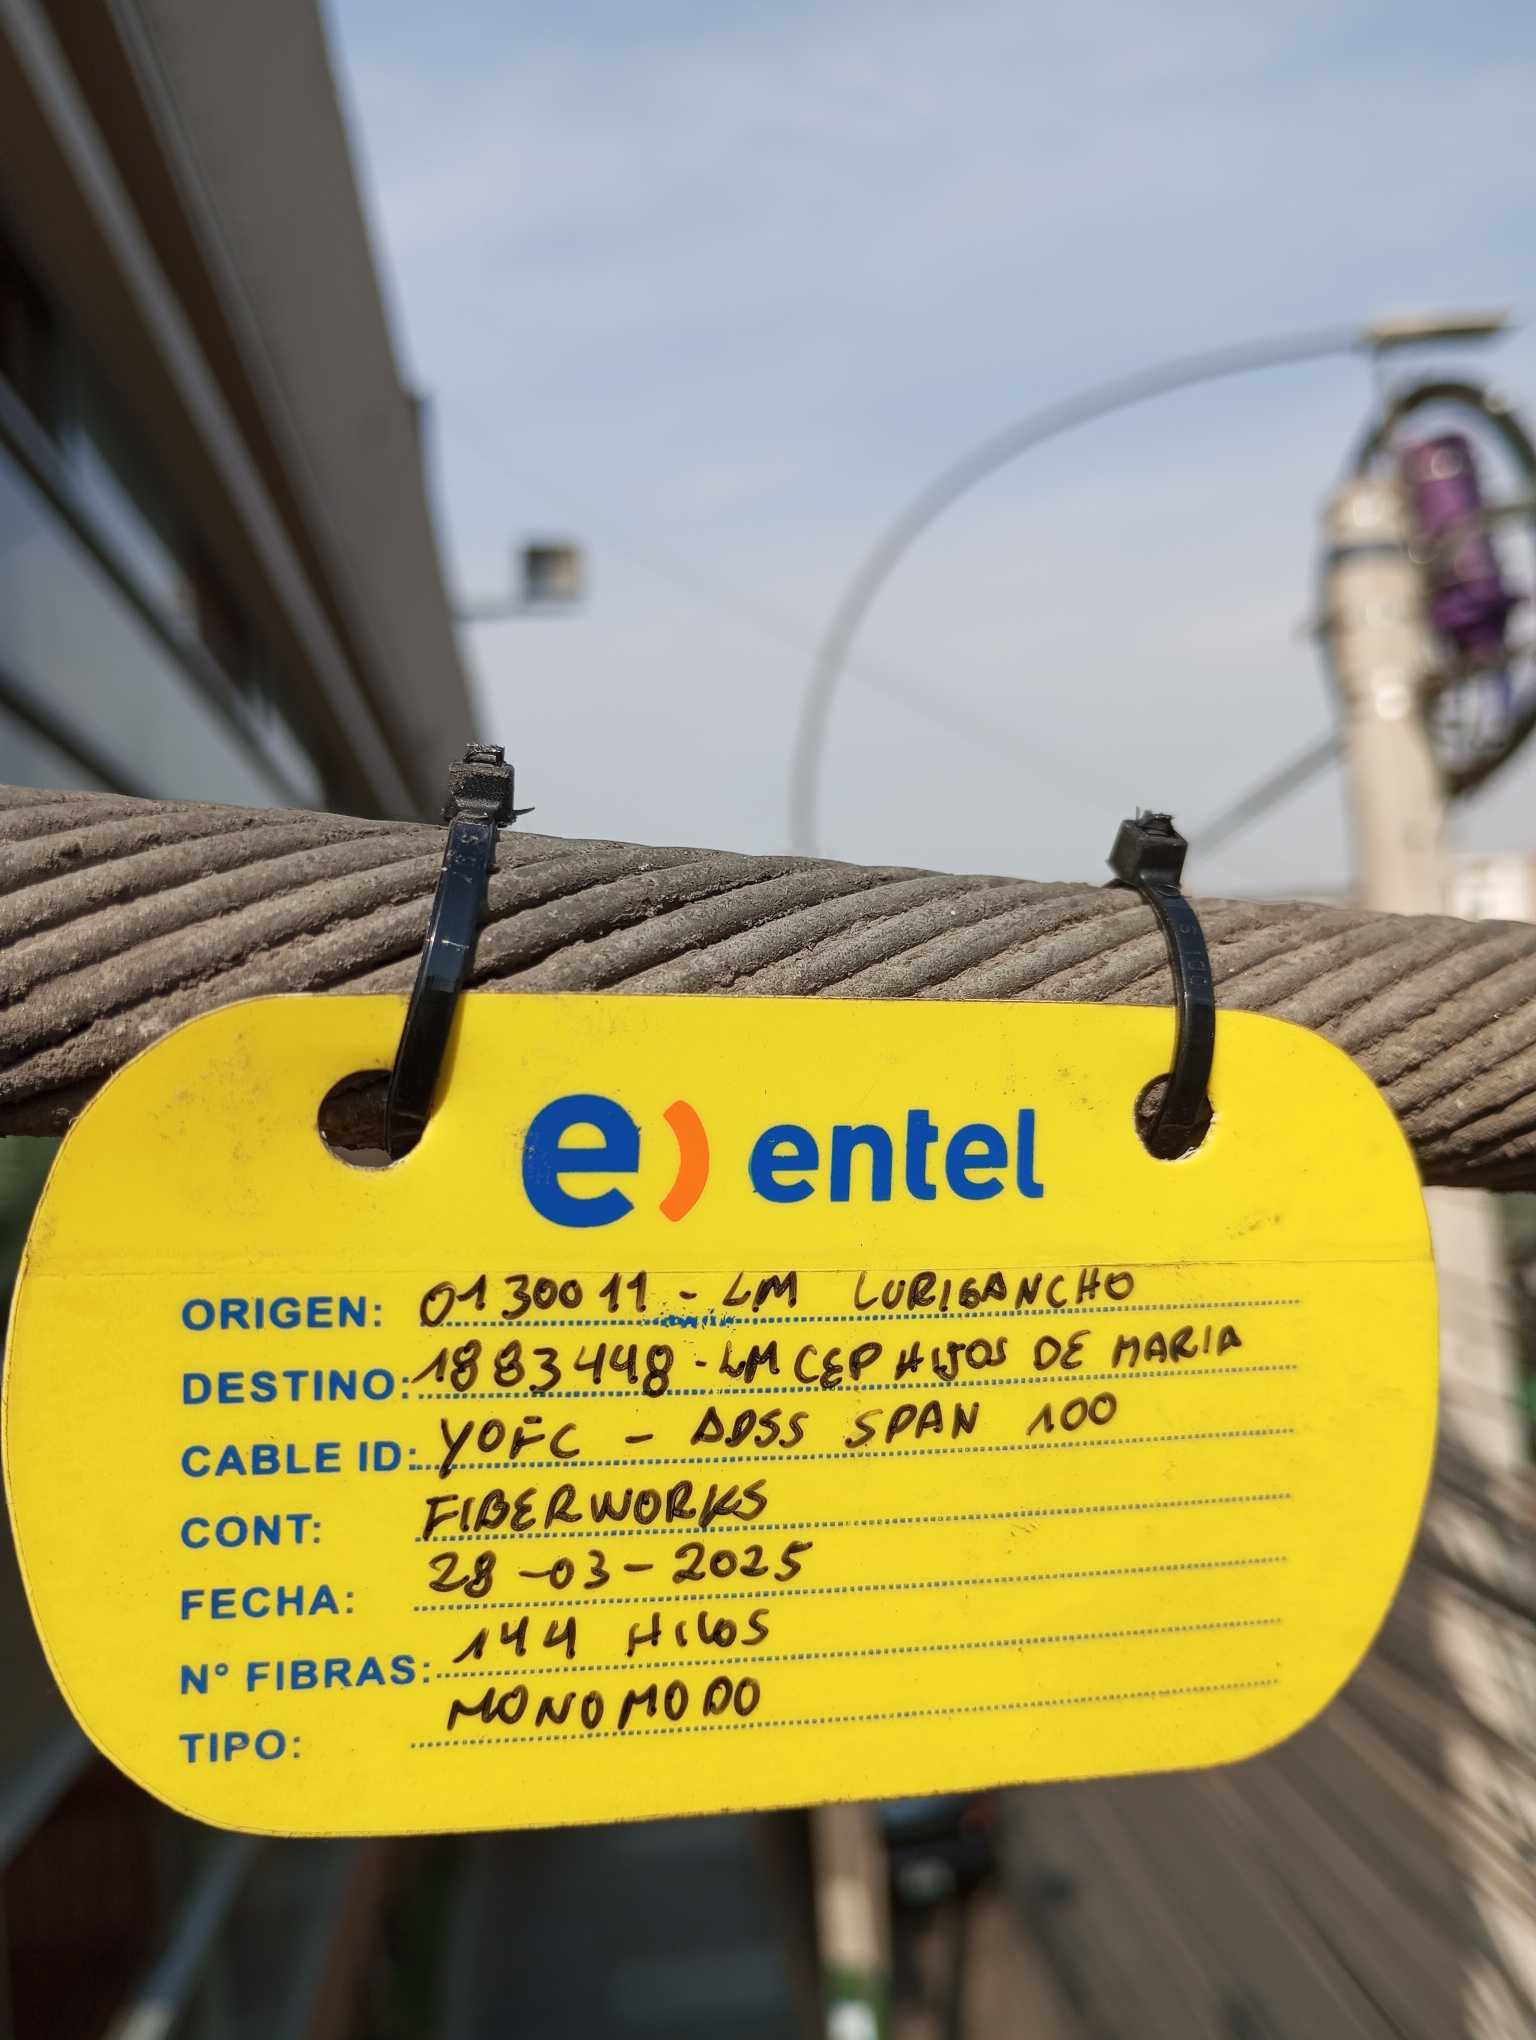 e) entel
ORIGEN: 0130011 - LM LURIGANCHO
DESTINO: 1883448 - LM CEP HIJOS DE MARIA
CABLE ID: YOFC - ADSS SPAN 100
CONT: FIBERWORKS
FECHA: 28-03-2025
N° FIBRAS: 144 HILOS
TIPO: MONOMODO